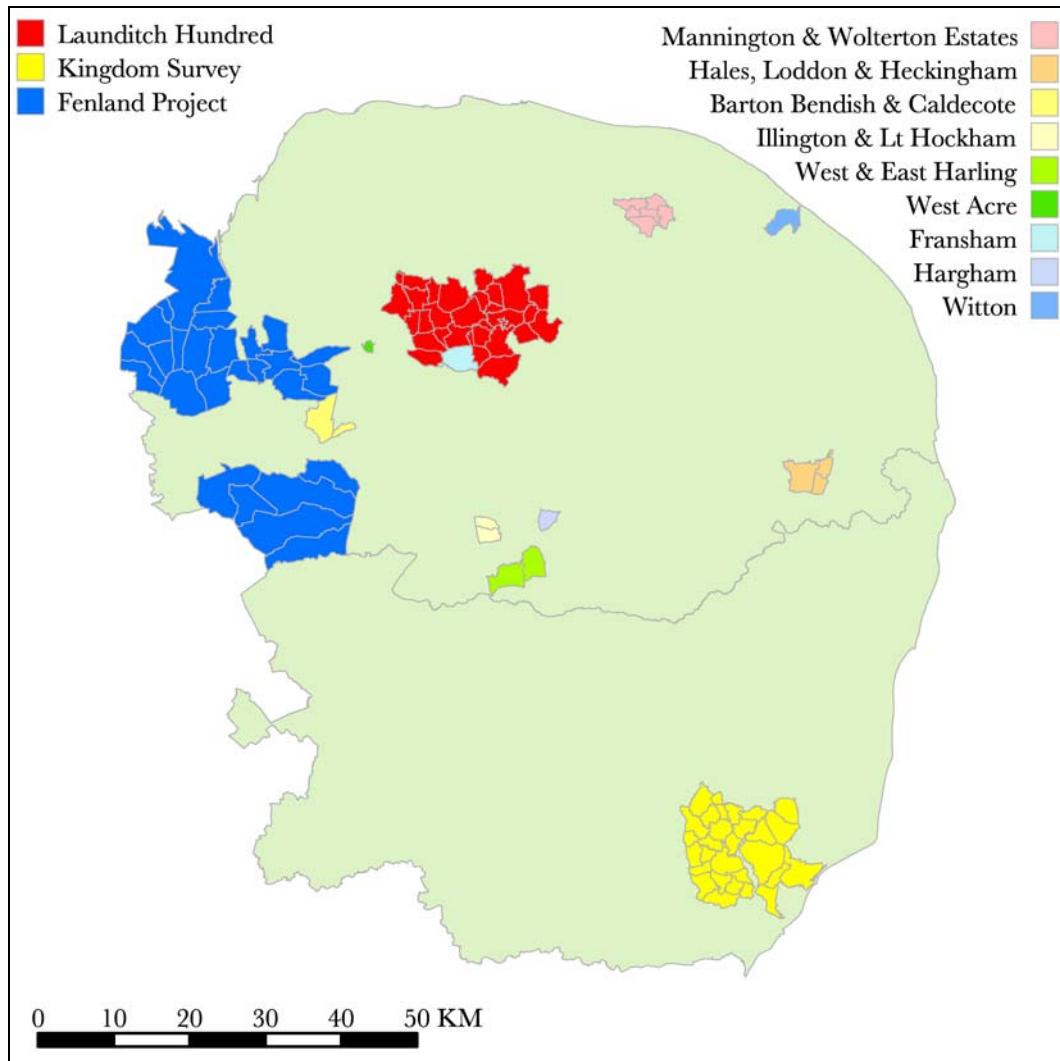 Launditch Hundred
Kingdom Survey
Fenland Project
Mannington & Wolterton Estates
Hales, Loddon & Heckingham
Barton Bendish & Caldecote
Illington & Lt Hockham
West & East Harling
West Acre
Fransham
Hargham
Witton
0 10 20 30 40 50 KM